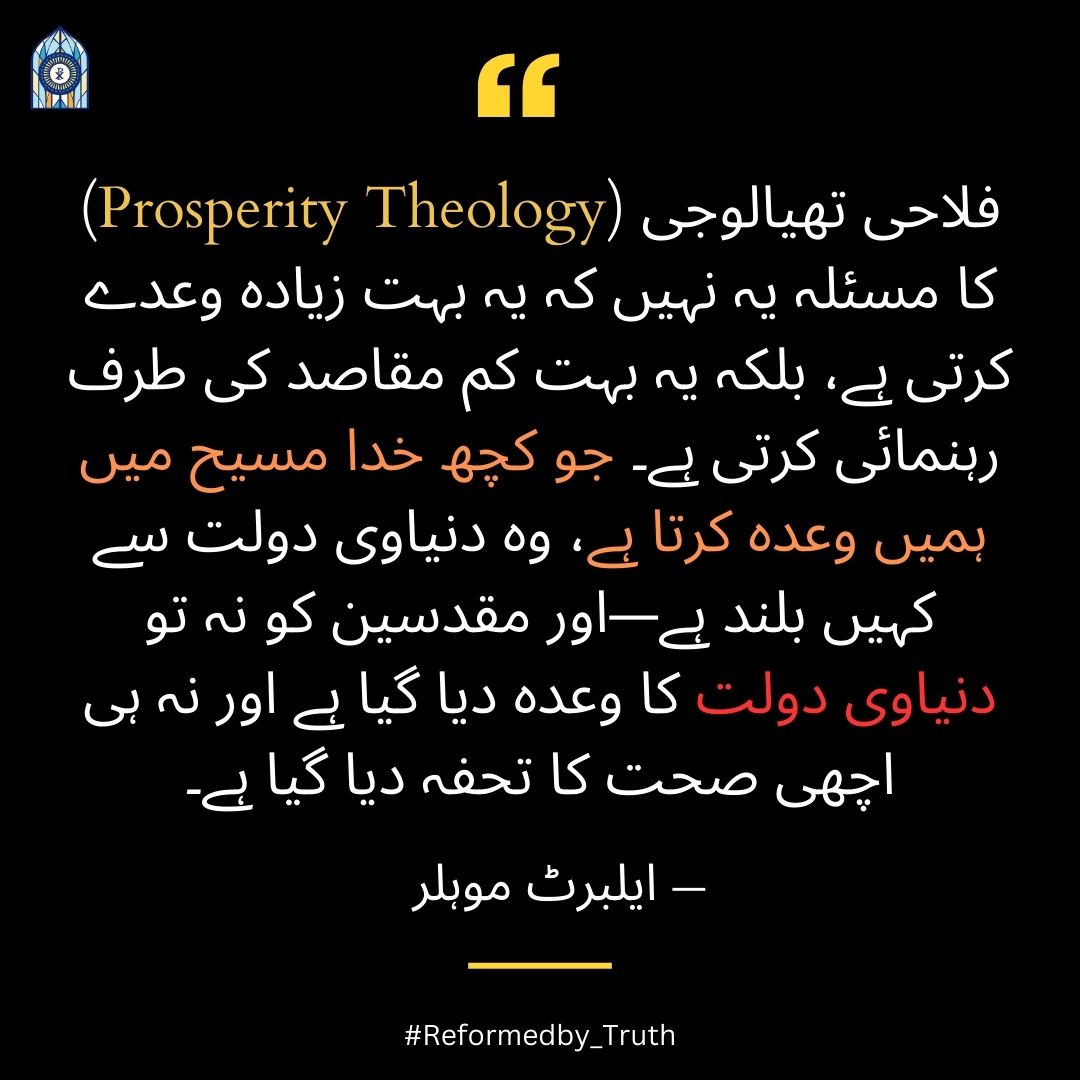 فلاحی تھیالوجی (Prosperity Theology)
کا مسئلہ یہ نہیں کہ یہ بہت زیادہ وعدے
کرتی ہے، بلکہ یہ بہت کم مقاصد کی طرف
رہنمائی کرتی ہے۔ جو کچھ خدا مسیح میں
ہمیں وعدہ کرتا ہے، وہ دنیاوی دولت سے
کہیں بلند ہے—اور مقدسین کو نہ تو
دنیاوی دولت کا وعدہ دیا گیا ہے اور نہ ہی
اچھی صحت کا تحفہ دیا گیا ہے۔
— ایلبرٹ موہلر
#Reformedby_Truth